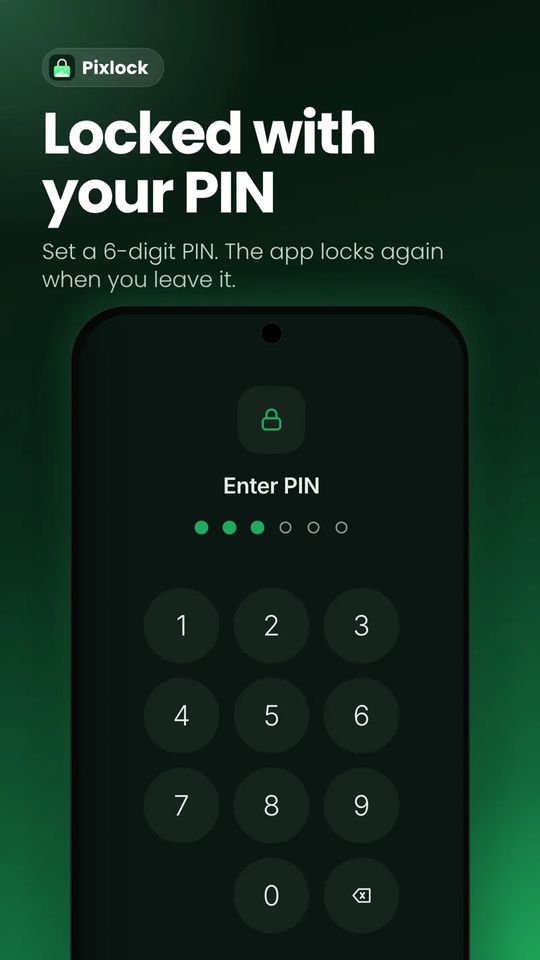 Pixlock
Locked with
your PIN
Set a 6-digit PIN. The app locks again
when you leave it.
Enter PIN
1 2 3
4 5 6
7 8 9
0